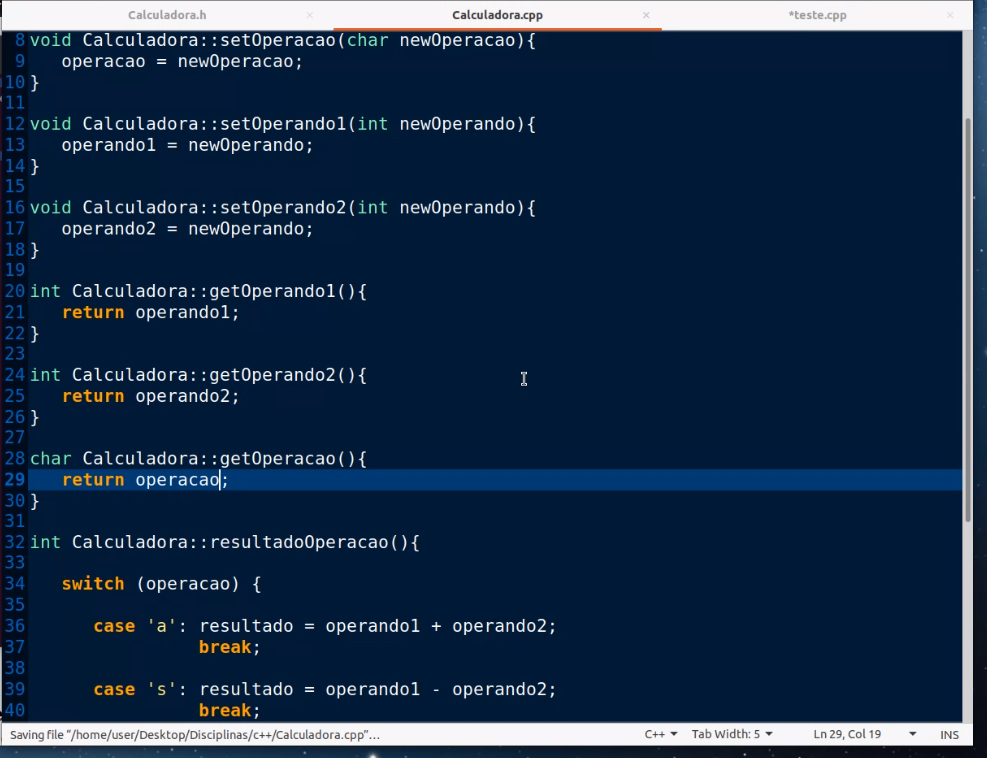 Calculadora.h × Calculadora.cpp × *teste.cpp ×
8 void Calculadora::setOperacao(char newOperacao){
9    operacao = newOperacao;
10 }
11
12 void Calculadora::setOperando1(int newOperando){
13    operando1 = newOperando;
14 }
15
16 void Calculadora::setOperando2(int newOperando){
17    operando2 = newOperando;
18 }
19
20 int Calculadora::getOperando1(){
21    return operando1;
22 }
23
24 int Calculadora::getOperando2(){
25    return operando2;
26 }
27
28 char Calculadora::getOperacao(){
29    return operacao;
30 }
31
32 int Calculadora::resultadoOperacao(){
33
34    switch (operacao) {
35
36       case 'a': resultado = operando1 + operando2;
37                 break;
38
39       case 's': resultado = operando1 - operando2;
40                 break;
Saving file "/home/user/Desktop/Disciplinas/c++/Calculadora.cpp"... C++ Tab Width: 5 Ln 29, Col 19 INS